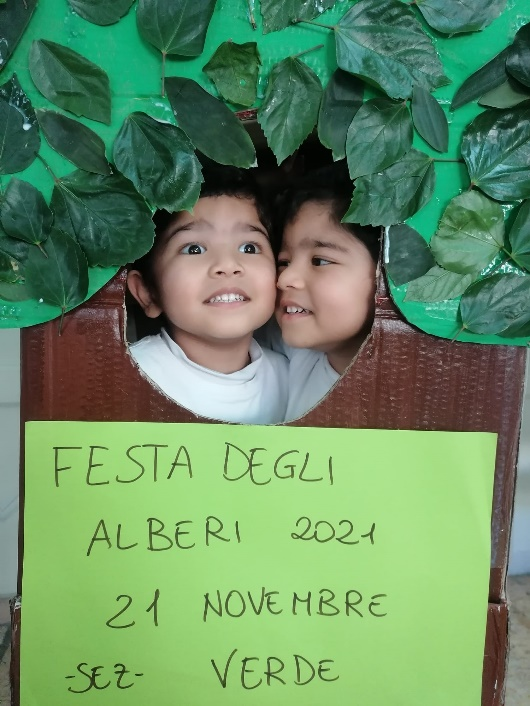 FESTA DEGLI
ALBERI 2021
21 NOVEMBRE
-SEZ- VERDE